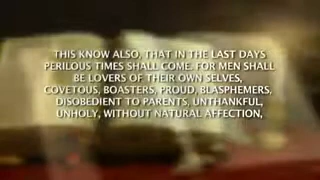 THIS KNOW ALSO, THAT IN THE LAST DAYS
PERILOUS TIMES SHALL COME. FOR MEN SHALL
BE LOVERS OF THEIR OWN SELVES,
COVETOUS, BOASTERS, PROUD, BLASPHEMERS,
DISOBEDIENT TO PARENTS, UNTHANKFUL,
UNHOLY, WITHOUT NATURAL AFFECTION,